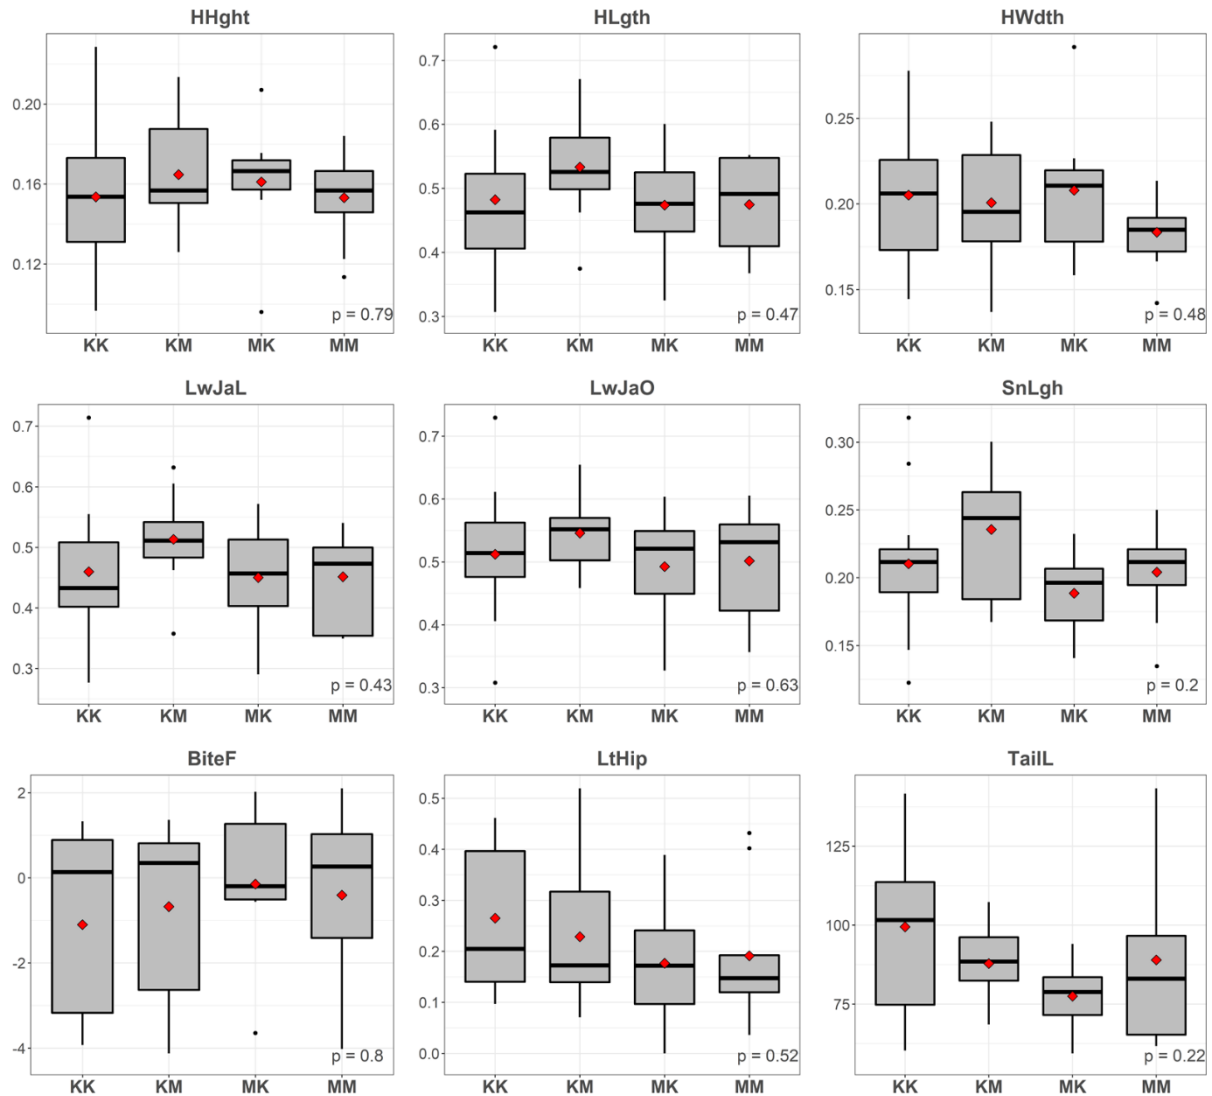 HHght
HLgth
HWdth
0.20
0.16
0.12
p = 0.79
KK KM MK MM
0.7
0.6
0.5
0.4
0.3
p = 0.47
KK KM MK MM
0.25
0.20
0.15
p = 0.48
KK KM MK MM
LwJaL
LwJaO
SnLgh
0.7
0.6
0.5
0.4
0.3
p = 0.43
KK KM MK MM
0.7
0.6
0.5
0.4
0.3
p = 0.63
KK KM MK MM
0.30
0.25
0.20
0.15
p = 0.2
KK KM MK MM
BiteF
LtHip
TailL
2
0
-2
-4
p = 0.8
KK KM MK MM
0.5
0.4
0.3
0.2
0.1
0.0
p = 0.52
KK KM MK MM
125
100
75
p = 0.22
KK KM MK MM